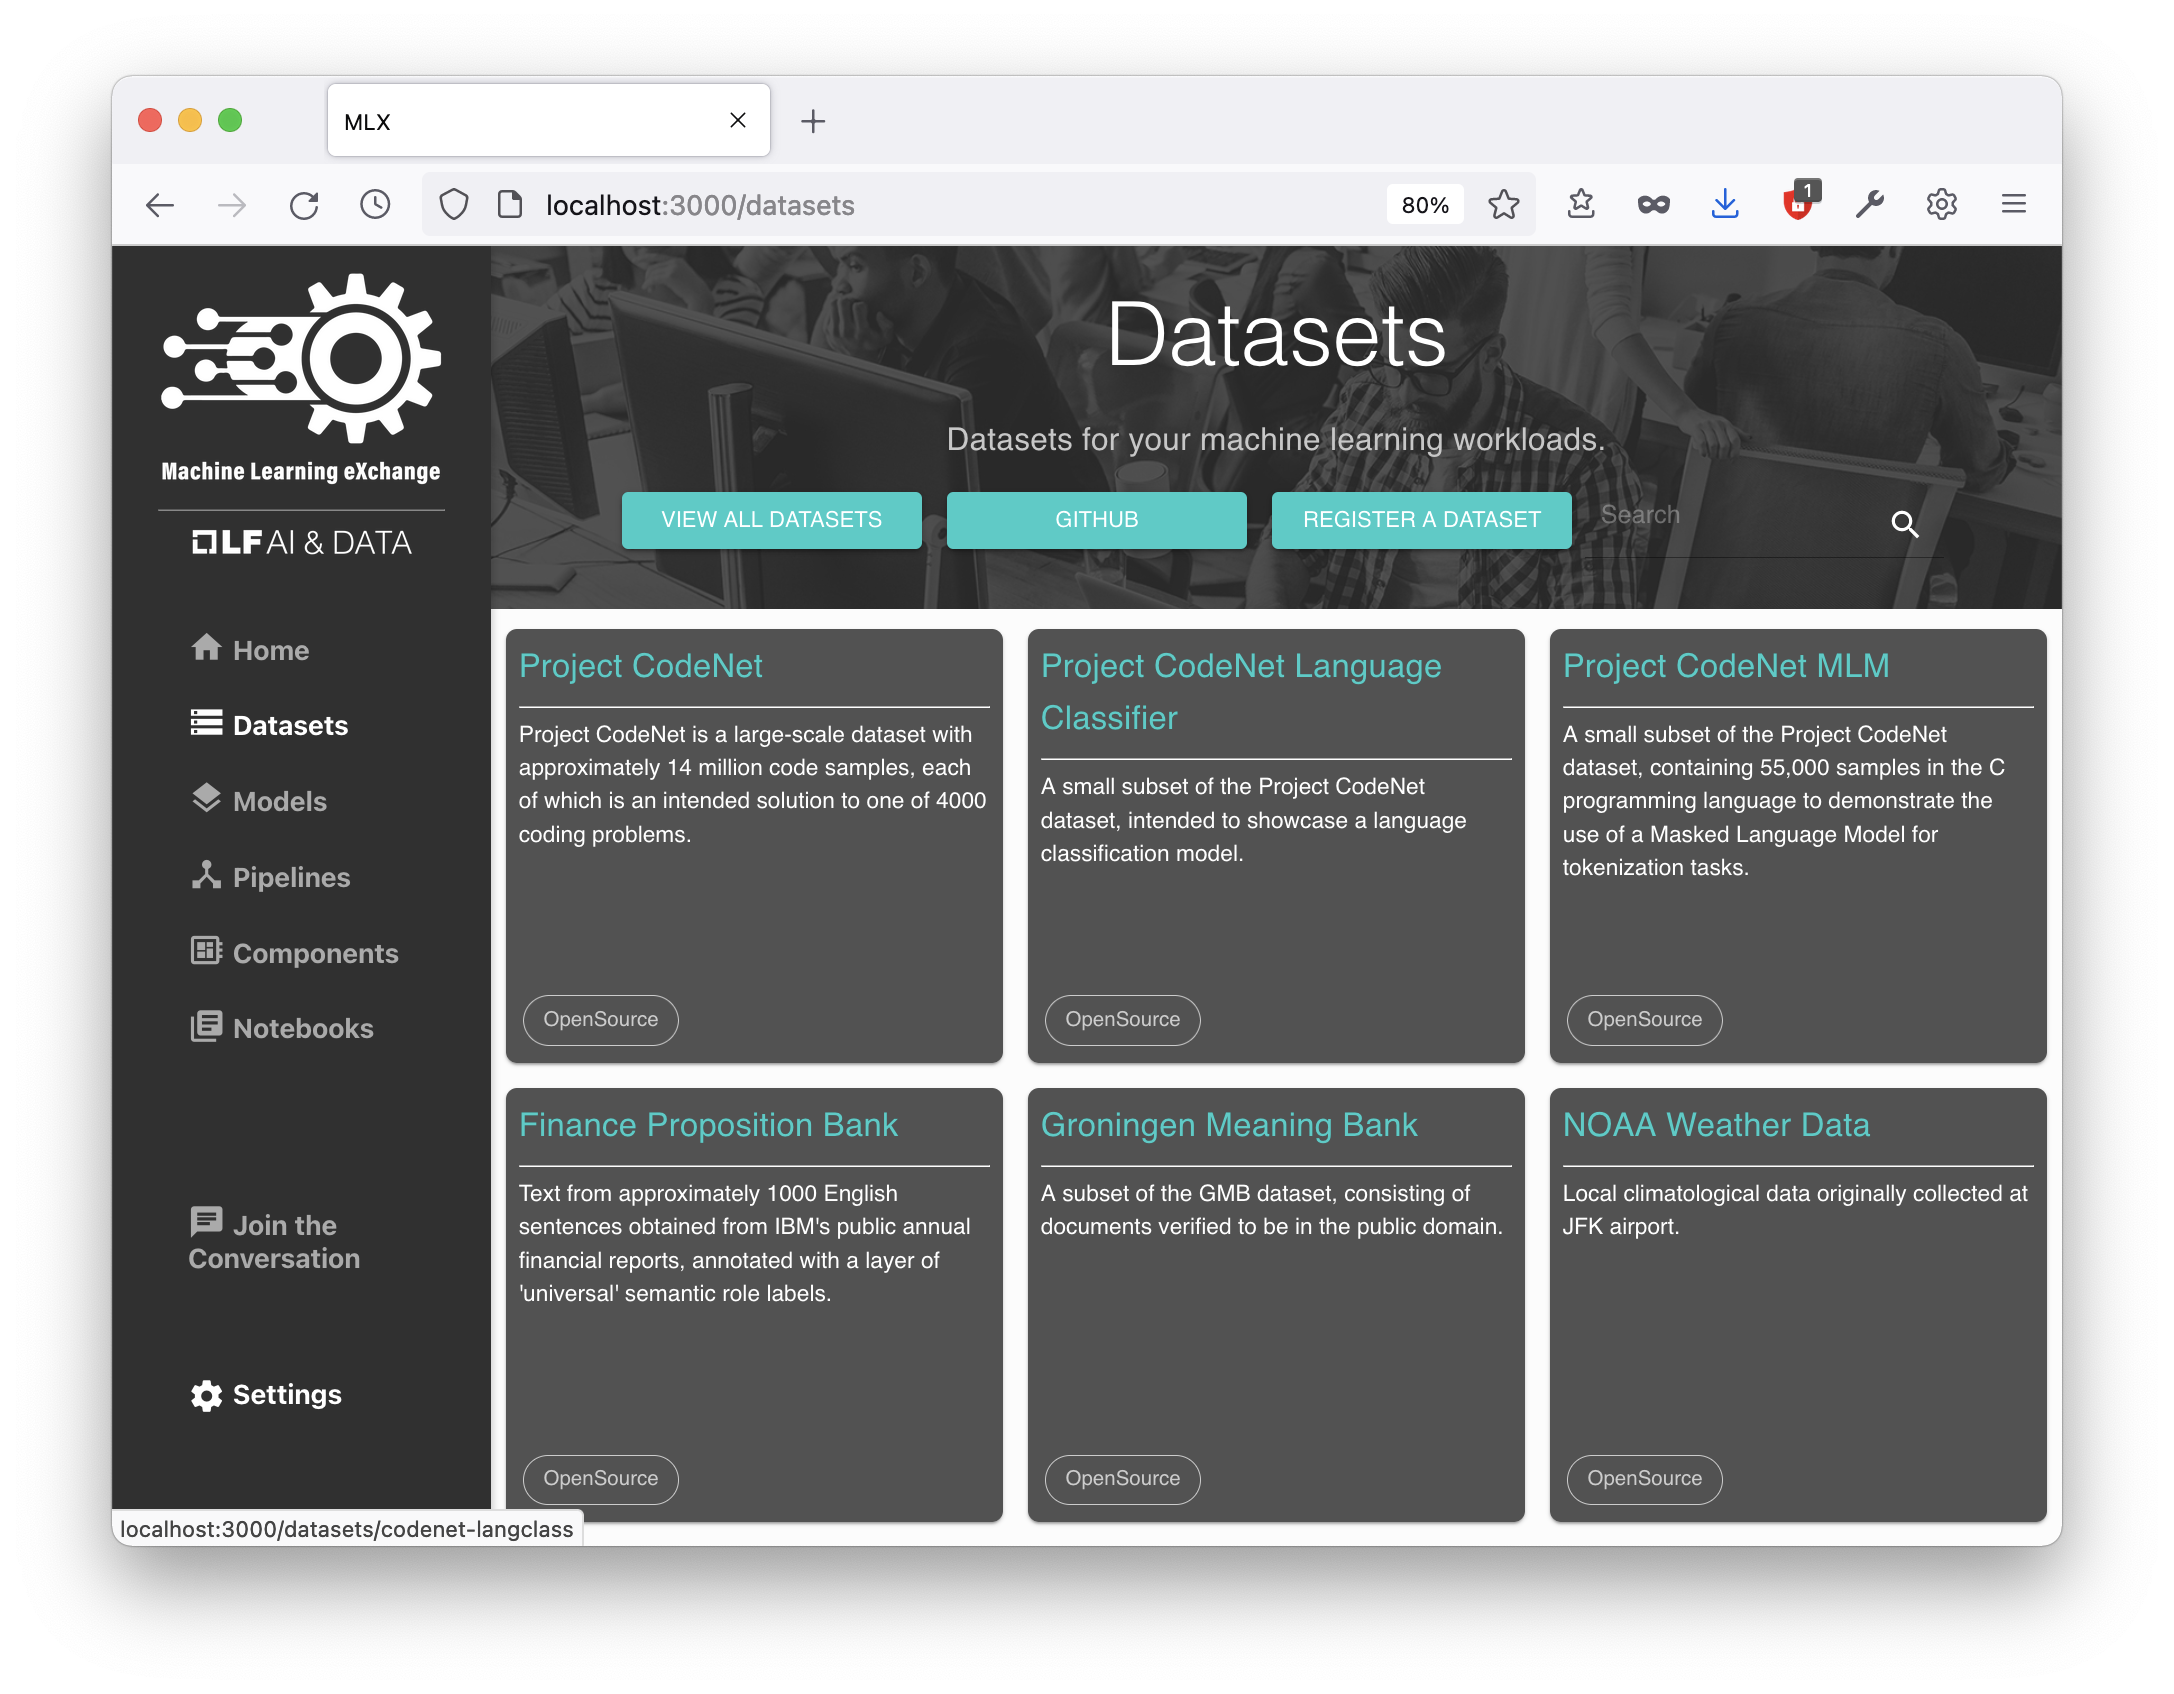 MLX
localhost:3000/datasets
80%
1
Machine Learning eXchange
LF AI & DATA
Home
Datasets
Models
Pipelines
Components
Notebooks
Join the
Conversation
Settings
Datasets
Datasets for your machine learning workloads.
VIEW ALL DATASETS
GITHUB
REGISTER A DATASET
Search
Project CodeNet
Project CodeNet is a large-scale dataset with
approximately 14 million code samples, each
of which is an intended solution to one of 4000
coding problems.
OpenSource
Project CodeNet Language
Classifier
A small subset of the Project CodeNet
dataset, intended to showcase a language
classification model.
OpenSource
Project CodeNet MLM
A small subset of the Project CodeNet
dataset, containing 55,000 samples in the C
programming language to demonstrate the
use of a Masked Language Model for
tokenization tasks.
OpenSource
Finance Proposition Bank
Text from approximately 1000 English
sentences obtained from IBM's public annual
financial reports, annotated with a layer of
'universal' semantic role labels.
OpenSource
Groningen Meaning Bank
A subset of the GMB dataset, consisting of
documents verified to be in the public domain.
OpenSource
NOAA Weather Data
Local climatological data originally collected at
JFK airport.
OpenSource
localhost:3000/datasets/codenet-langclass